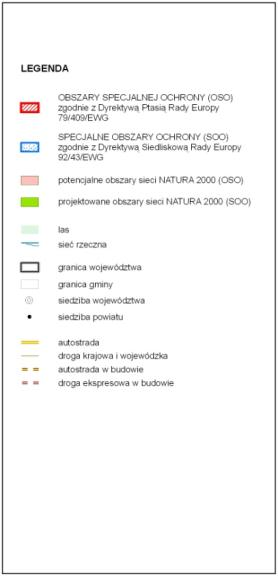 LEGENDA
OBSZARY SPECJALNEJ OCHRONY (OSO)
zgodnie z Dyrektywą Ptasią Rady Europy
79/409/EWG
SPECJALNE OBSZARY OCHRONY (SOO)
zgodnie z Dyrektywą Siedliskową Rady Europy
92/43/EWG
potencjalne obszary sieci NATURA 2000 (OSO)
projektowane obszary sieci NATURA 2000 (SOO)
las
sieć rzeczna
granica województwa
granica gminy
siedziba województwa
siedziba powiatu
autostrada
droga krajowa i wojewódzka
autostrada w budowie
droga ekspresowa w budowie